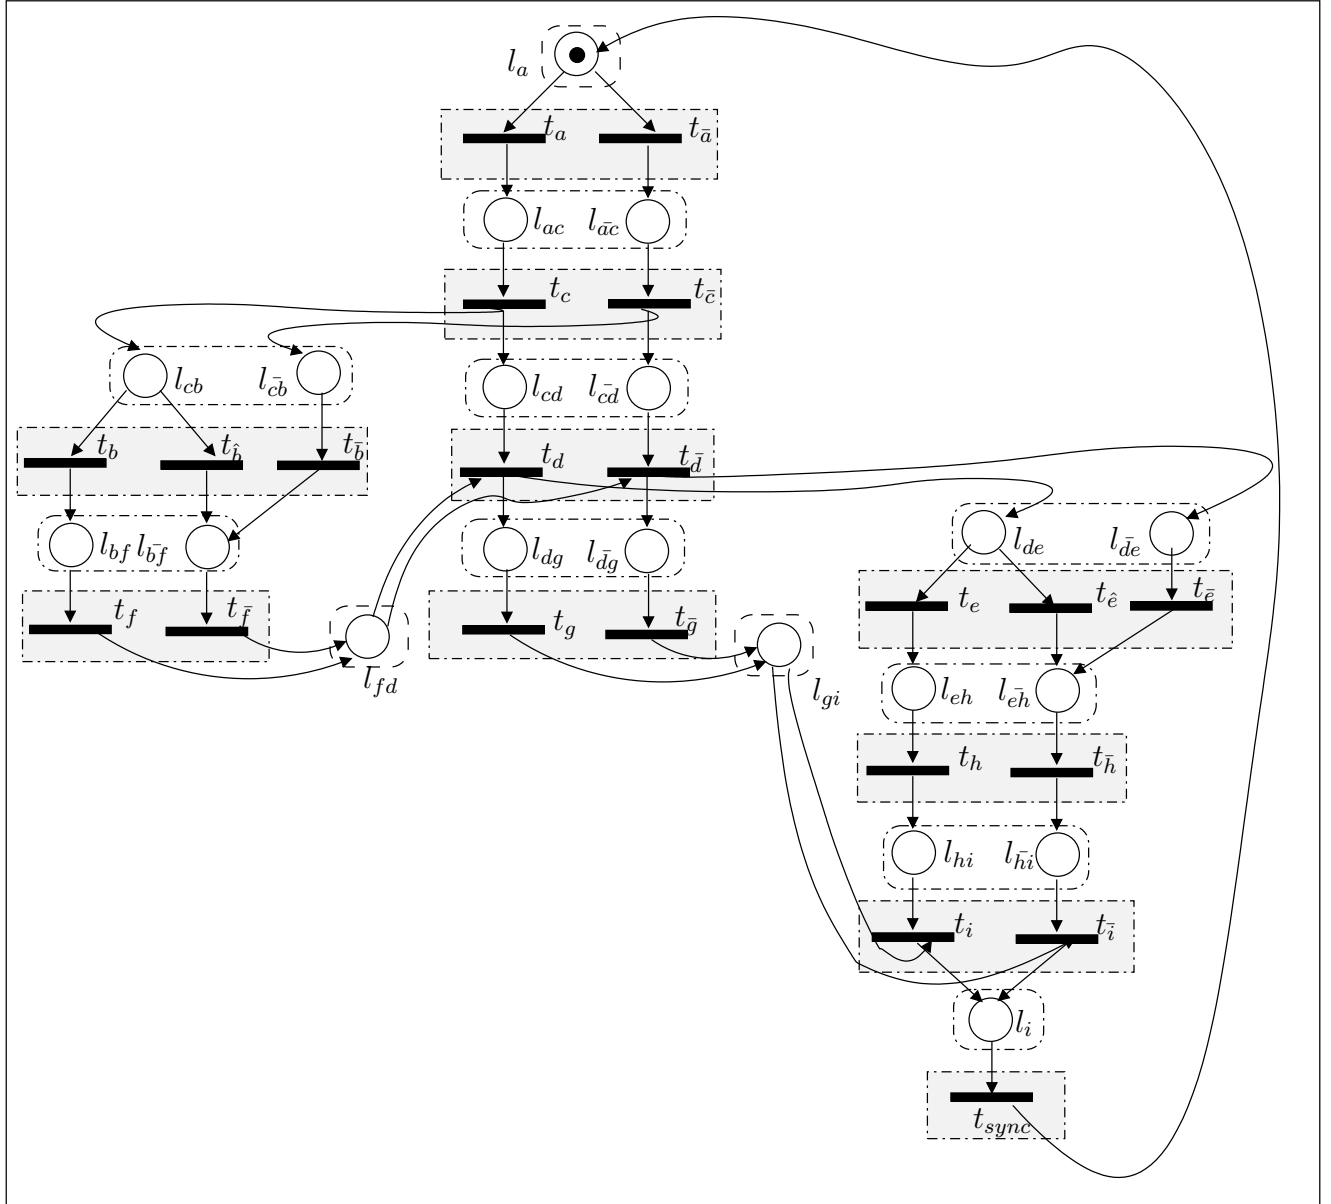 l_a
t_a t_ā
l_ac l_āc
t_c t_c̄
l_cb l_c̄b l_cd l_c̄d
t_b t_b̂ t_b̄ t_d t_d̄
l_bf l_b̄f l_dg l_d̄g l_de l_d̄e
t_f t_f̄ t_g t_ḡ t_e t_ê t_ē
l_fd l_gi l_eh l_ēh
t_h t_h̄
l_hi l_h̄i
t_i t_ī
l_i
t_sync